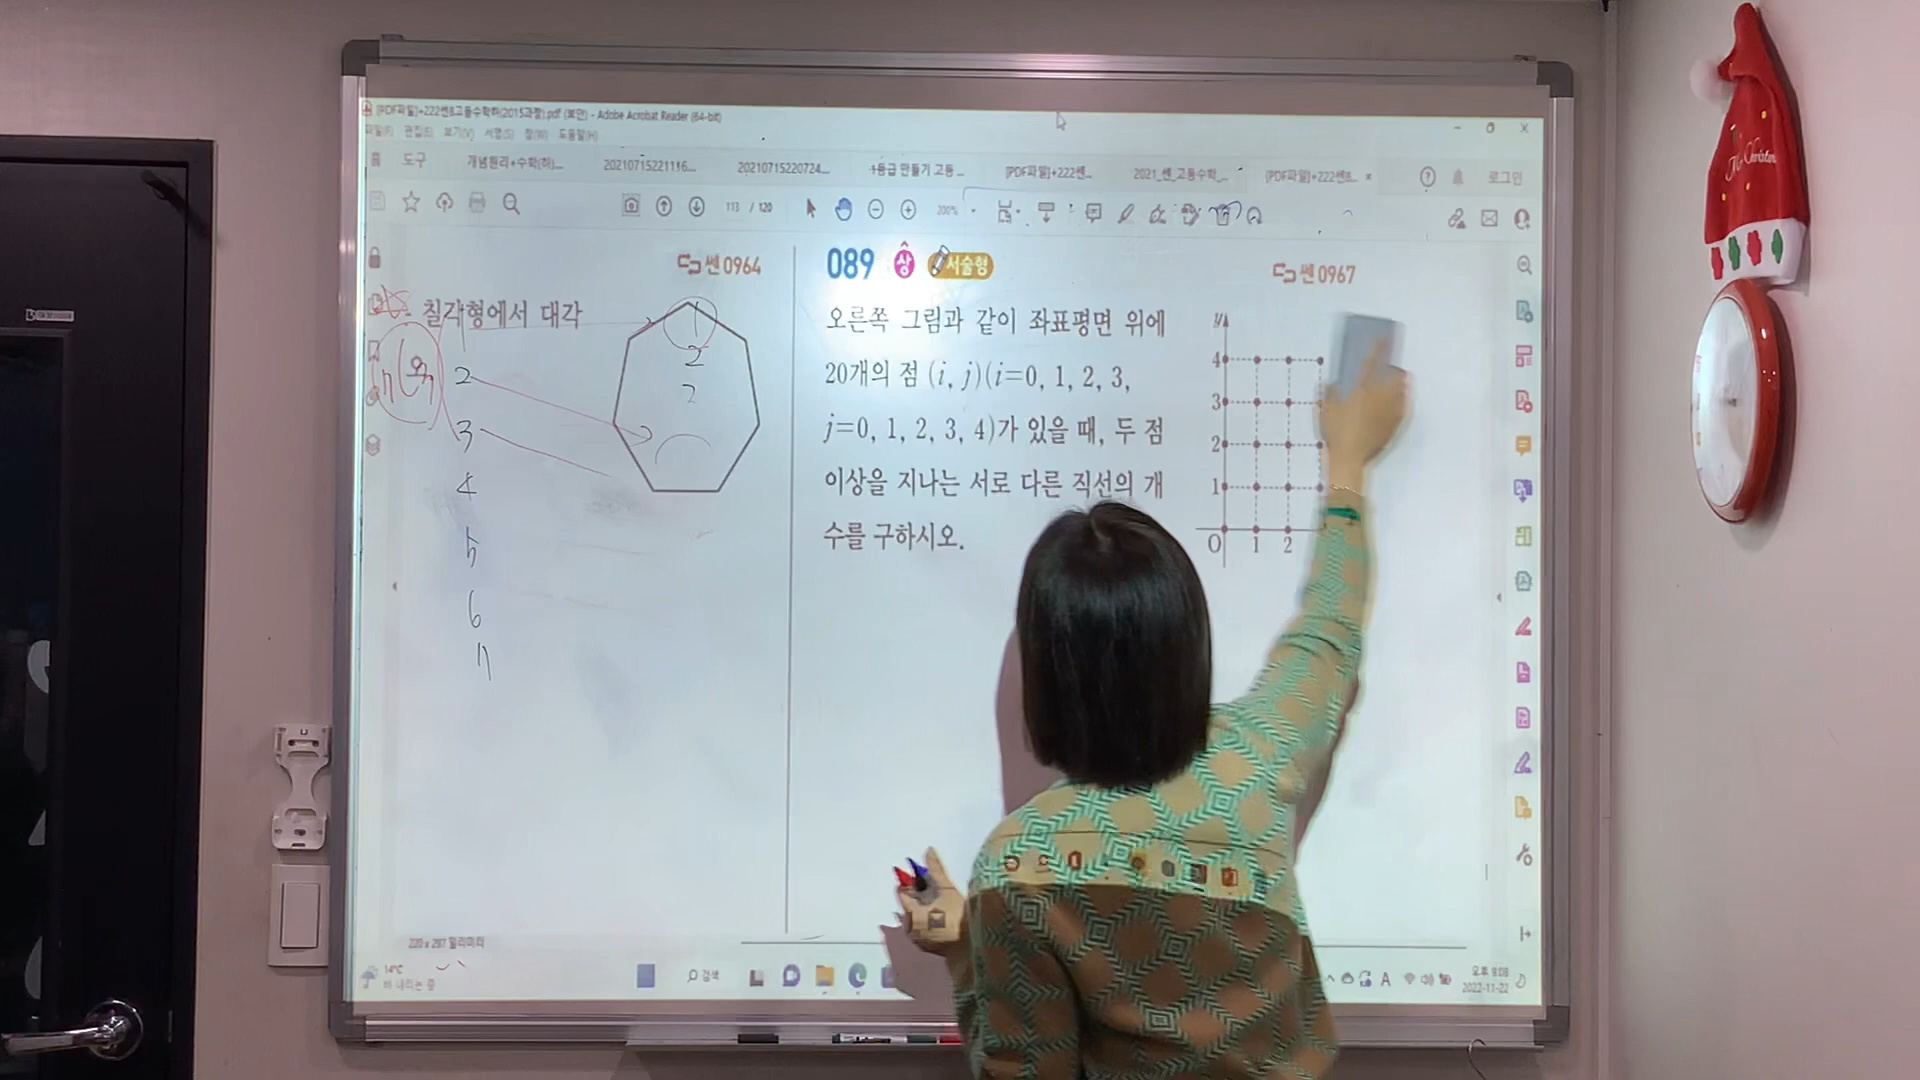 [PDF파일]+222쎈B고등수학하(2015과정).pdf (보안) - Adobe Acrobat Reader (64-bit)
파일(F) 편집(E) 보기(V) 서명(S) 창(W) 도움말(H)
홈 도구 개념원리+수학(하)... 20210715221116... 20210715220724... 1등급 만들기 고등 ... [PDF파일]+222쎈... 2021_쎈_고등수학_... [PDF파일]+222쎈B... × 로그인
113 / 120 200%
쎈 0964
칠각형에서 대각
1
2
3
4
5
6
7
1
2
089 상 서술형
쎈 0967
오른쪽 그림과 같이 좌표평면 위에
20개의 점 (i, j)(i=0, 1, 2, 3,
j=0, 1, 2, 3, 4)가 있을 때, 두 점
이상을 지나는 서로 다른 직선의 개
수를 구하시오.
y
4
3
2
1
O 1 2
220 x 297 밀리미터
14°C
비 내리는 중
검색
A
오후 9:08
2022-11-22